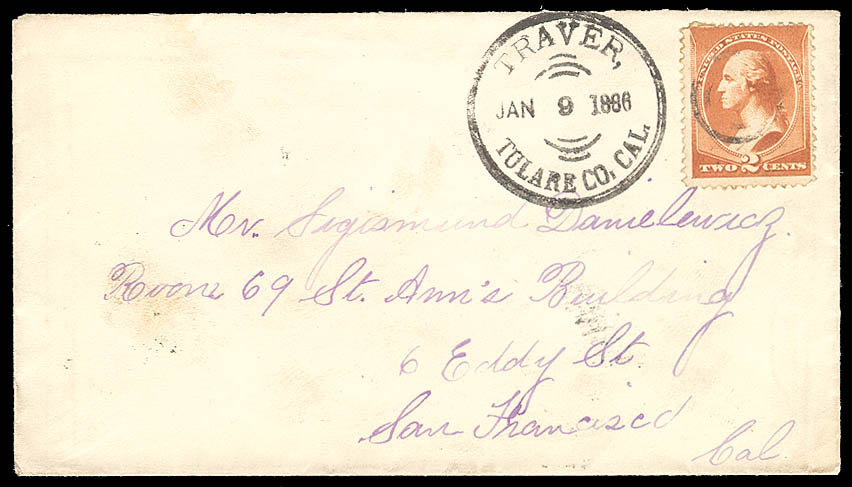 TRAVER,
JAN 9 1886
TULARE CO. CAL.
UNITED STATES POSTAGE
TWO 2 CENTS
Mr. Sigismund Danielewicz.
Room 69 St. Ann's Building
6 Eddy St.
San Francisco
Cal.